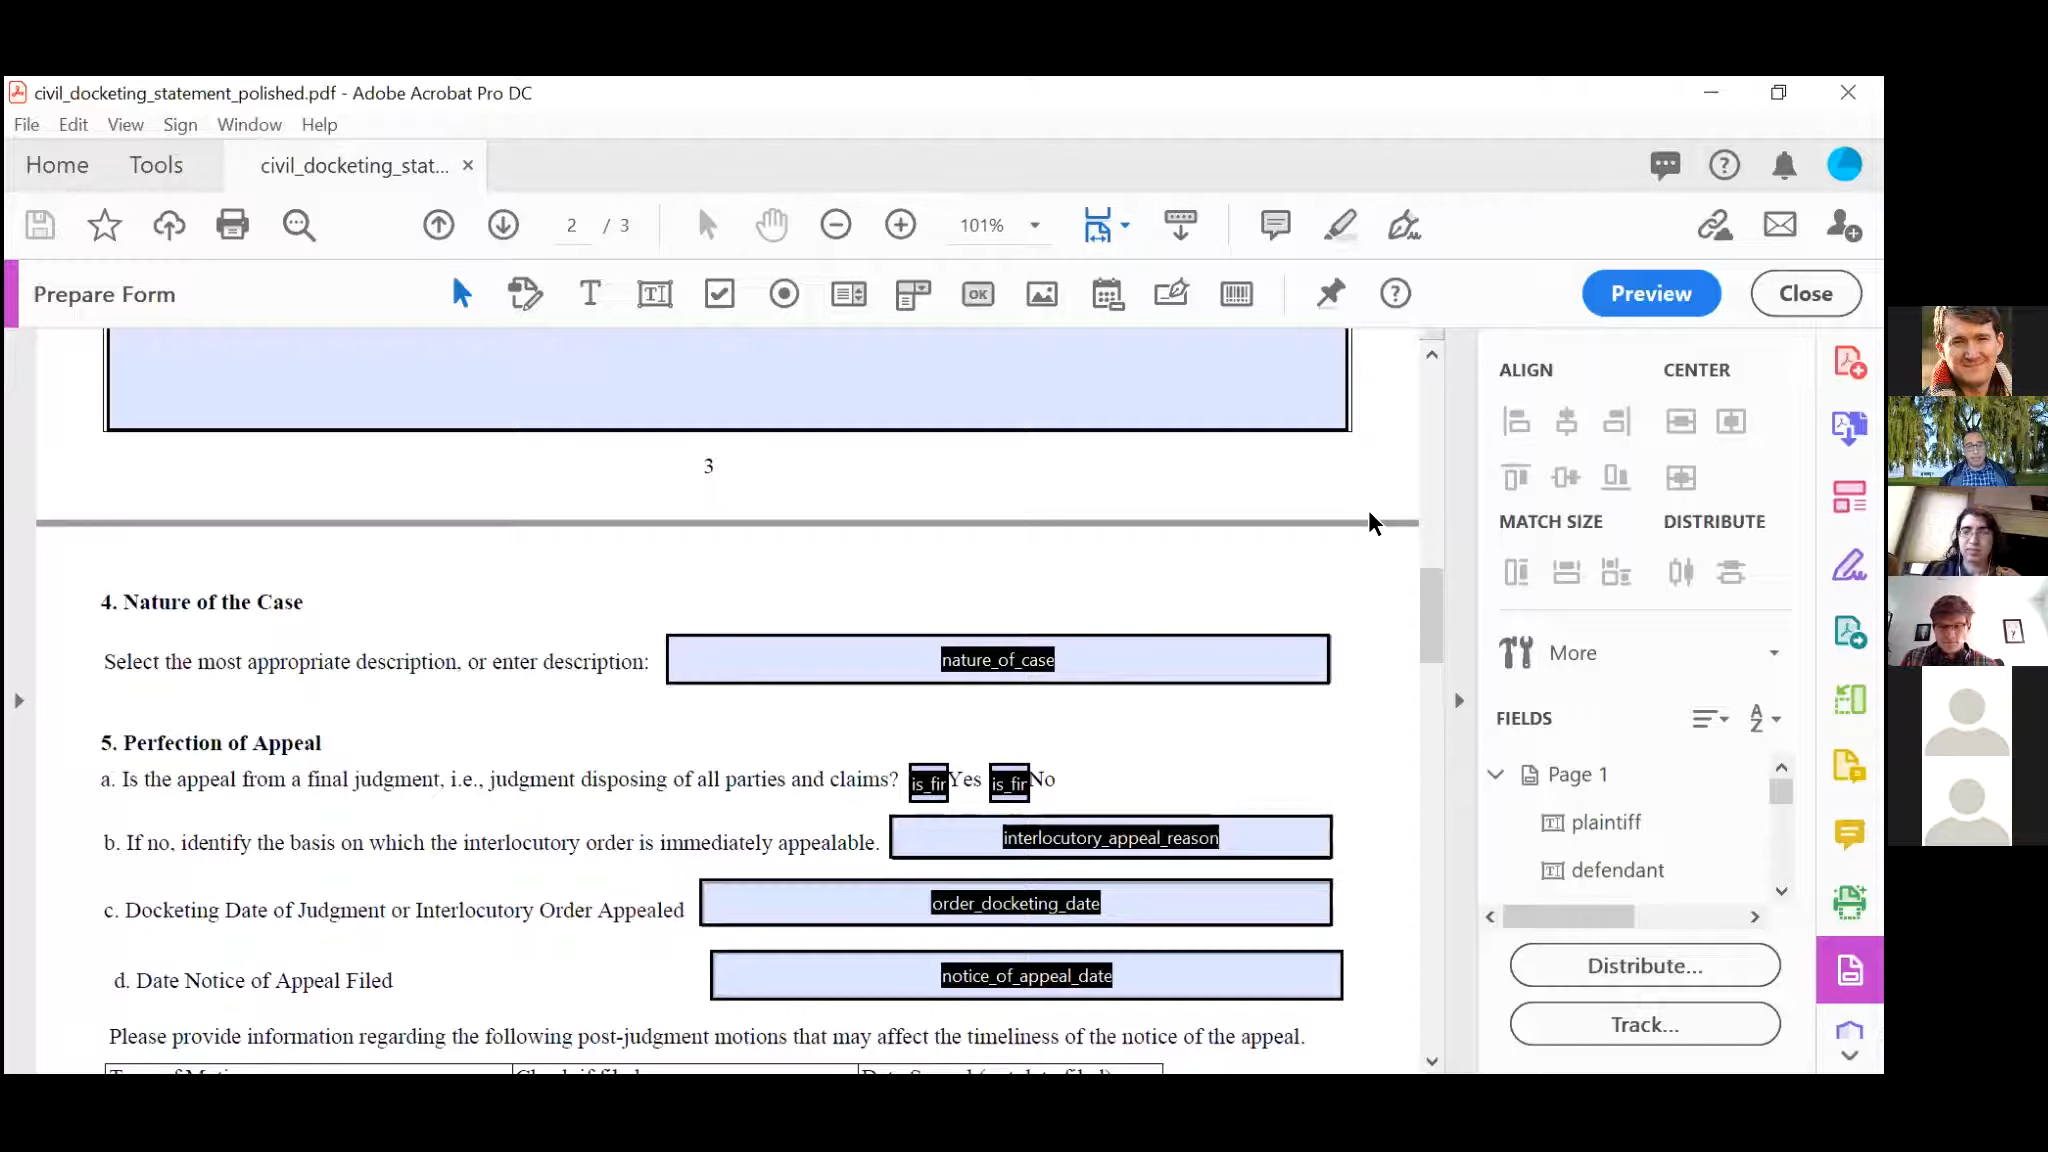 civil_docketing_statement_polished.pdf - Adobe Acrobat Pro DC
File Edit View Sign Window Help
Home Tools civil_docketing_stat... ×
2 / 3 101%
Prepare Form OK Preview Close
3
4. Nature of the Case
Select the most appropriate description, or enter description: nature_of_case
5. Perfection of Appeal
a. Is the appeal from a final judgment, i.e., judgment disposing of all parties and claims? is_fir Yes is_fir No
b. If no, identify the basis on which the interlocutory order is immediately appealable. interlocutory_appeal_reason
c. Docketing Date of Judgment or Interlocutory Order Appealed order_docketing_date
d. Date Notice of Appeal Filed notice_of_appeal_date
Please provide information regarding the following post-judgment motions that may affect the timeliness of the notice of the appeal.
ALIGN CENTER
MATCH SIZE DISTRIBUTE
More
FIELDS
Page 1
plaintiff
defendant
Distribute...
Track...